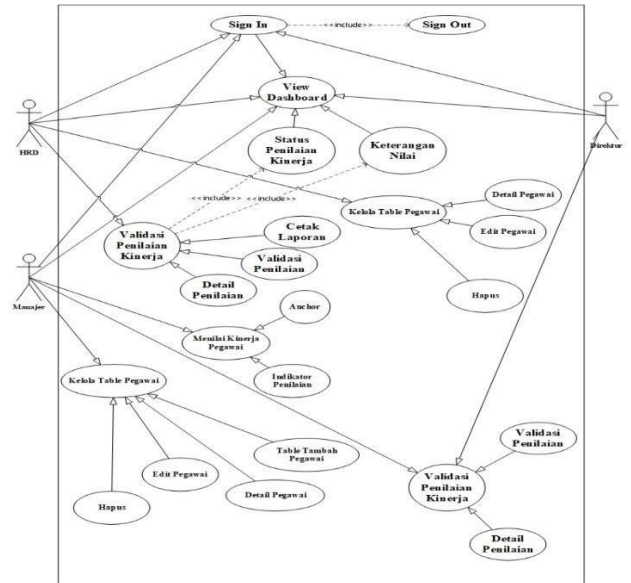 Sign In
<<include>>
Sign Out
View
Dashboard
HRD
Direktur
Status
Penilaian
Kinerja
Keterangan
Nilai
<<include>>
<<include>>
Detail Pegawai
Kelola Table Pegawai
Edit Pegawai
Hapus
Validasi
Penilaian
Kinerja
Cetak
Laporan
Validasi
Penilaian
Detail
Penilaian
Manajer
Anchor
Menilai Kinerja
Pegawai
Indikator
Penilaian
Kelola Table Pegawai
Table Tambah
Pegawai
Edit Pegawai
Detail Pegawai
Hapus
Validasi
Penilaian
Validasi
Penilaian
Kinerja
Detail
Penilaian